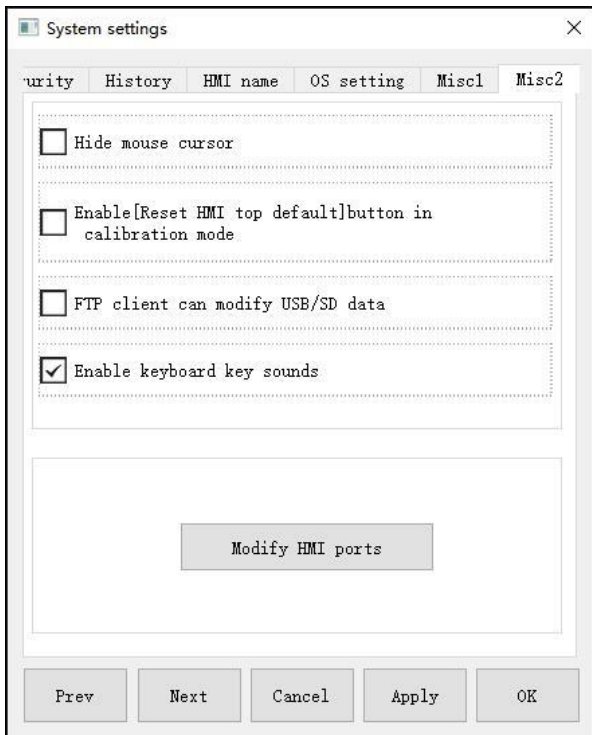 System settings
urity History HMI name OS setting Misc1 Misc2
Hide mouse cursor
Enable[Reset HMI top default]button in
calibration mode
FTP client can modify USB/SD data
Enable keyboard key sounds
Modify HMI ports
Prev Next Cancel Apply OK